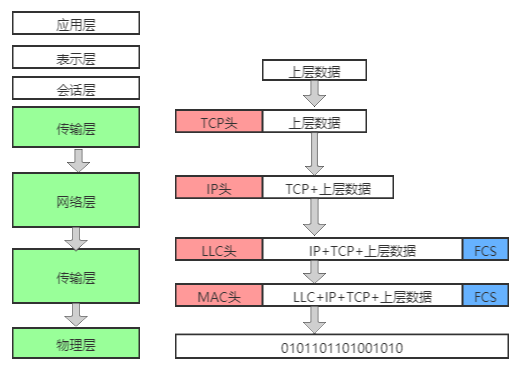 应用层
表示层
会话层
上层数据
传输层
TCP头 上层数据
网络层
IP头 TCP+上层数据
传输层
LLC头 IP+TCP+上层数据 FCS
MAC头 LLC+IP+TCP+上层数据 FCS
物理层
0101101101001010